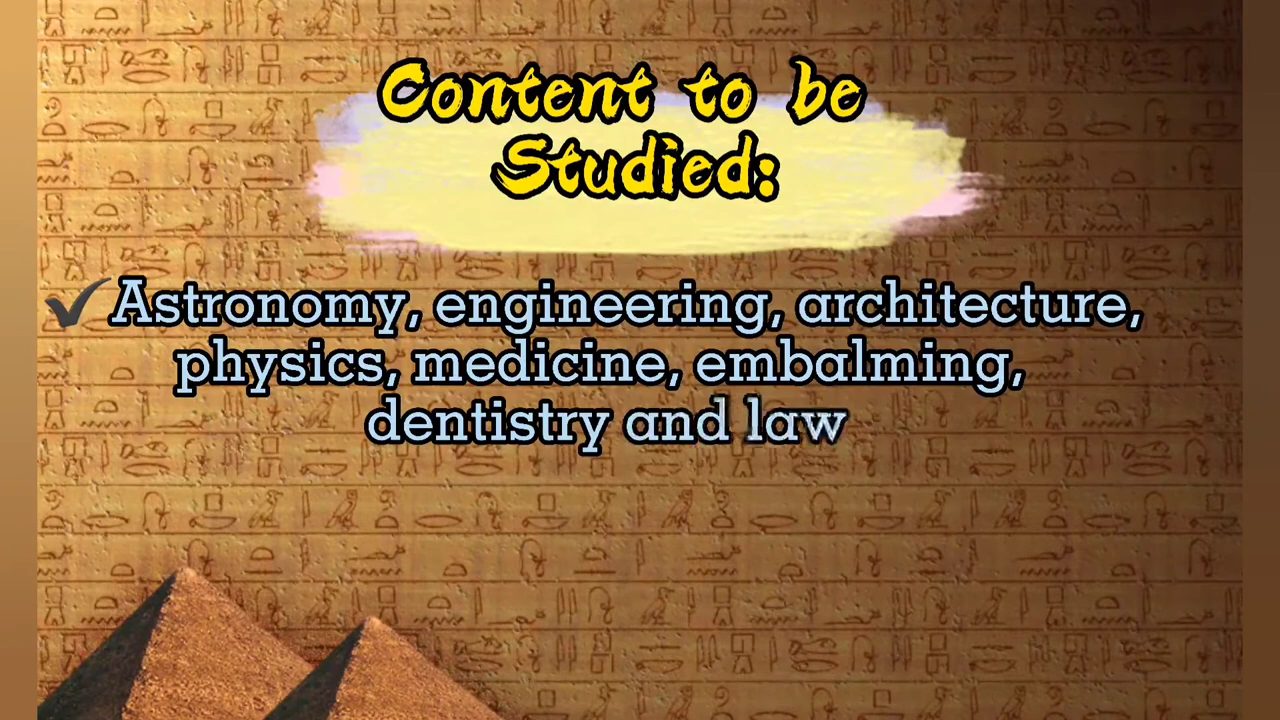 Content to be
Studied:
✔Astronomy, engineering, architecture,
physics, medicine, embalming,
dentistry and law